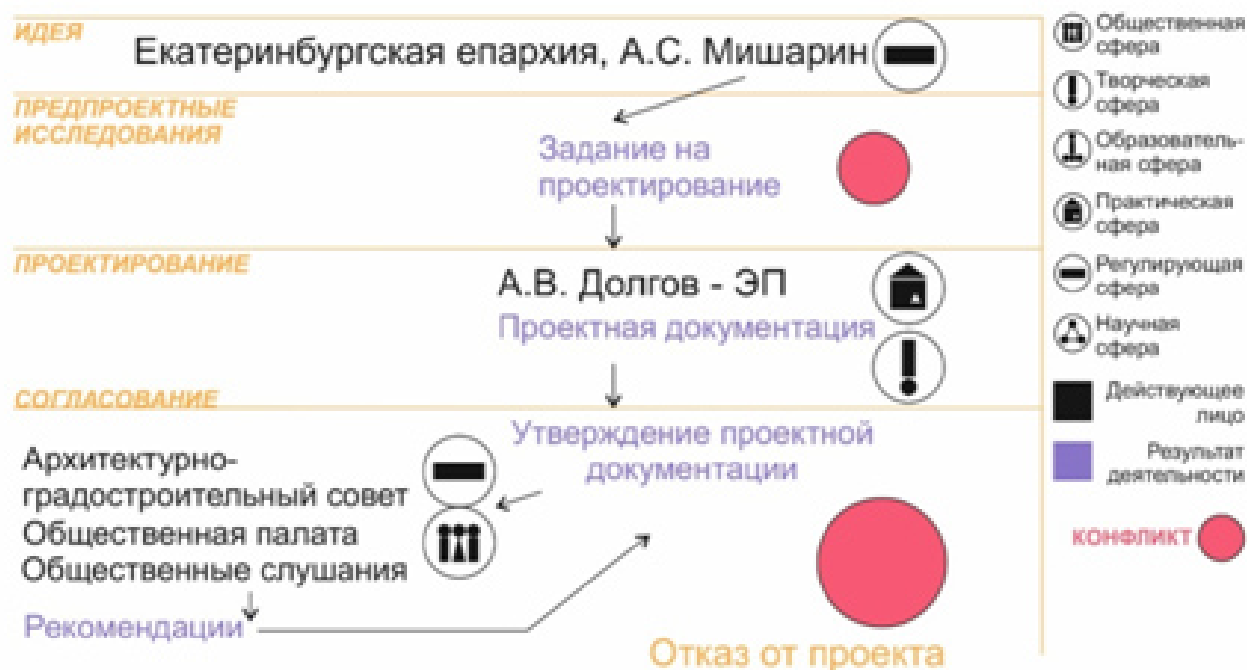 ИДЕЯ
Екатеринбургская епархия, А.С. Мишарин
ПРЕДПРОЕКТНЫЕ
ИССЛЕДОВАНИЯ
Задание на
проектирование
ПРОЕКТИРОВАНИЕ
А.В. Долгов - ЭП
Проектная документация
СОГЛАСОВАНИЕ
Утверждение проектной
документации
Архитектурно-
градостроительный совет
Общественная палата
Общественные слушания
Рекомендации
Отказ от проекта
Общественная
сфера
Творческая
сфера
Образователь-
ная сфера
Практическая
сфера
Регулирующая
сфера
Научная
сфера
Действующее
лицо
Результат
деятельности
КОНФЛИКТ